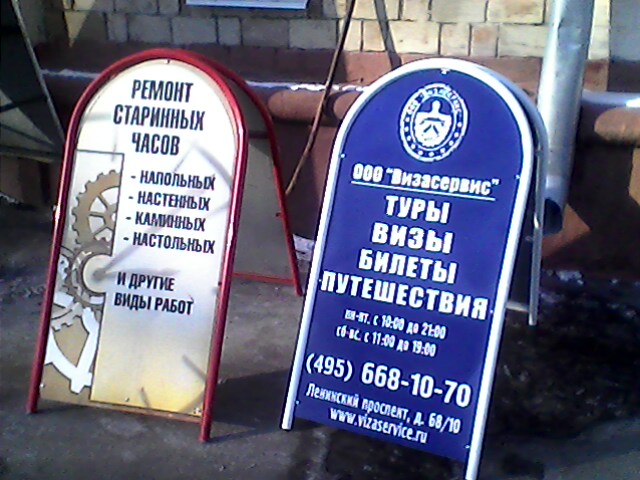 РЕМОНТ
СТАРИННЫХ
ЧАСОВ
- НАПОЛЬНЫХ
- НАСТЕННЫХ
- КАМИННЫХ
- НАСТОЛЬНЫХ
И ДРУГИЕ
ВИДЫ РАБОТ
ООО "Визасервис"
ТУРЫ
ВИЗЫ
БИЛЕТЫ
ПУТЕШЕСТВИЯ
пн-пт. с 10:00 до 21:00
сб-вс. с 11:00 до 19:00
(495) 668-10-70
Ленинский проспект, д. 68/10
www.vizaservice.ru